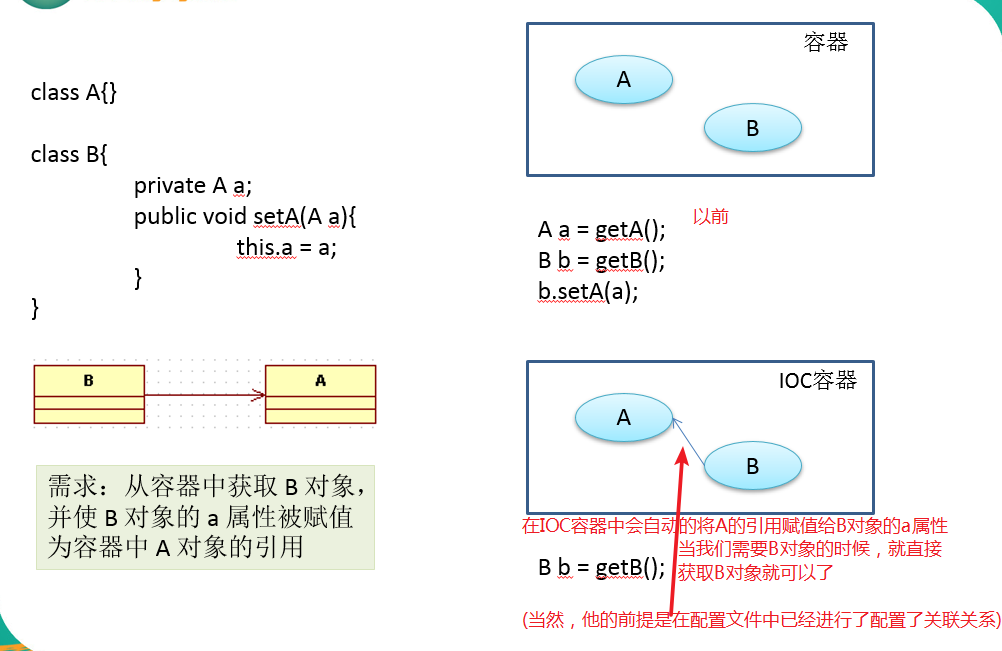 class A{}
class B{
private A a;
public void setA(A a){
this.a = a;
}
}
B
A
需求：从容器中获取 B 对象，
并使 B 对象的 a 属性被赋值
为容器中 A 对象的引用
容器
A
B
以前
A a = getA();
B b = getB();
b.setA(a);
IOC容器
A
B
在IOC容器中会自动的将A的引用赋值给B对象的a属性
当我们需要B对象的时候，就直接
B b = getB();
获取B对象就可以了
(当然，他的前提是在配置文件中已经进行了配置了关联关系)